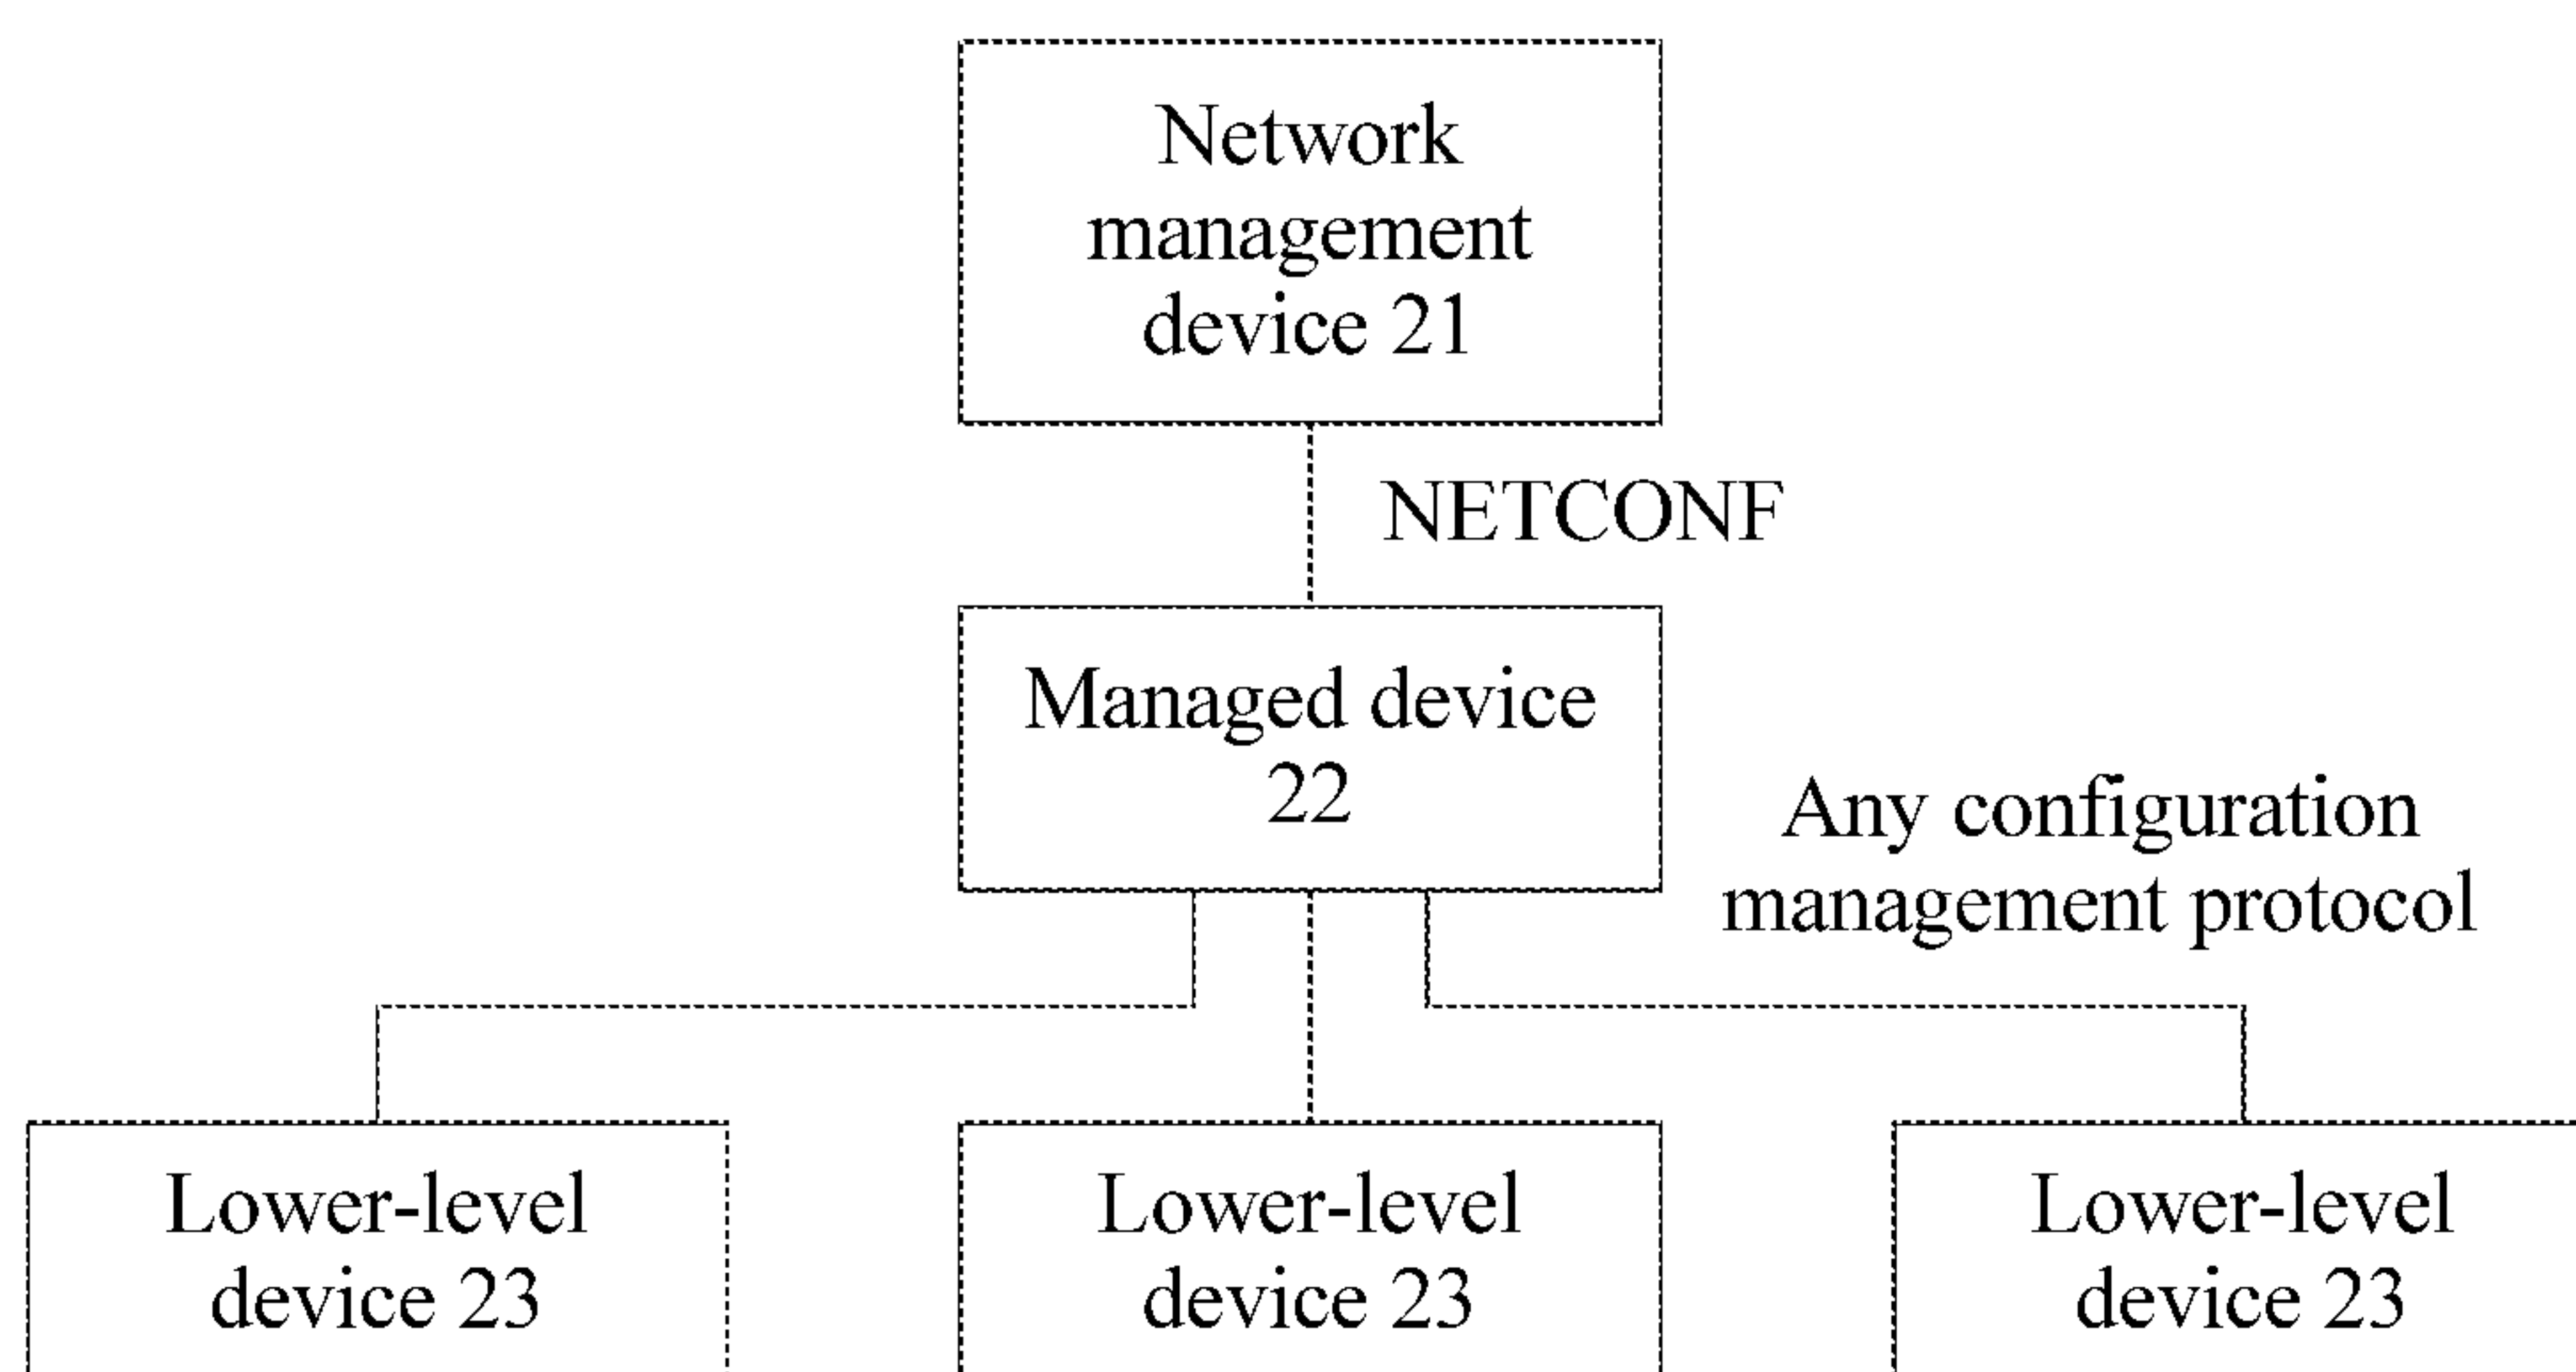 Network
management
device 21
NETCONF
Managed device
22
Any configuration
management protocol
Lower-level
device 23
Lower-level
device 23
Lower-level
device 23